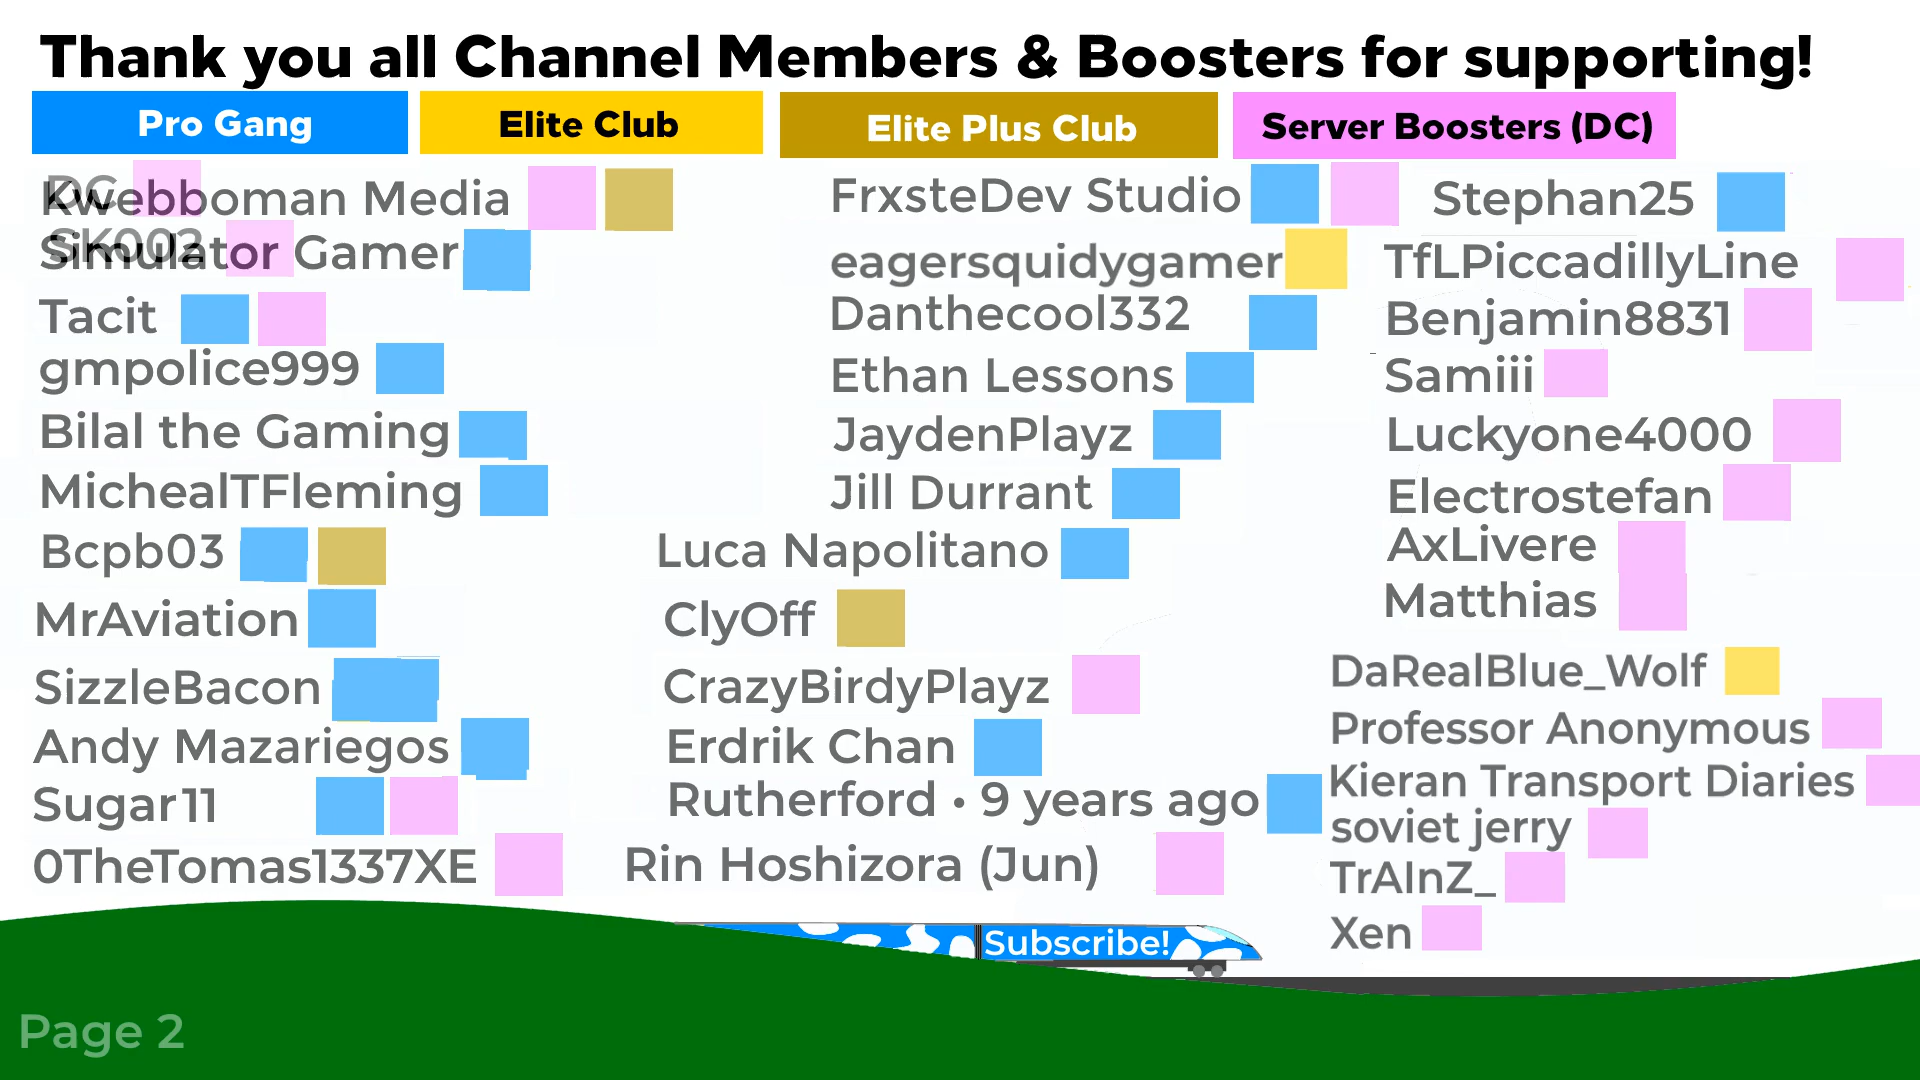 Thank you all Channel Members & Boosters for supporting!
Pro Gang
Elite Club
Elite Plus Club
Server Boosters (DC)
DC
Kwebboman Media
GK002
Simulator Gamer
Tacit
gmpolice999
Bilal the Gaming
MichealTFleming
Bcpb03
MrAviation
SizzleBacon
Andy Mazariegos
Sugar11
0TheTomas1337XE
FrxsteDev Studio
eagersquidygamer
Danthecool332
Ethan Lessons
JaydenPlayz
Jill Durrant
Luca Napolitano
ClyOff
CrazyBirdyPlayz
Erdrik Chan
Rutherford • 9 years ago
Rin Hoshizora (Jun)
Stephan25
TfLPiccadillyLine
Benjamin8831
Samiii
Luckyone4000
Electrostefan
AxLivere
Matthias
DaRealBlue_Wolf
Professor Anonymous
Kieran Transport Diaries
soviet jerry
TrAInZ_
Xen
Subscribe!
Page 2